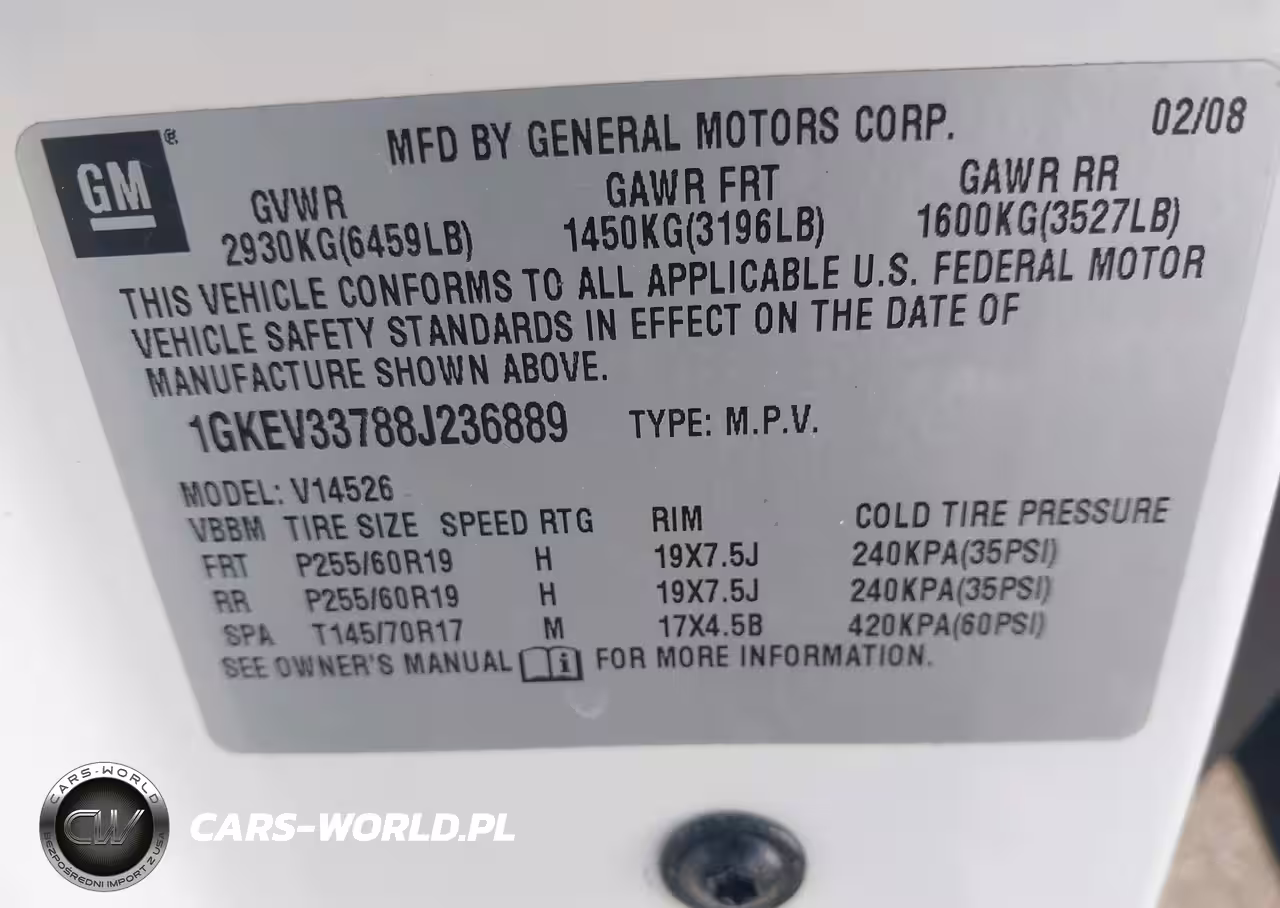 GM
MFD BY GENERAL MOTORS CORP. 02/08
GVWR GAWR FRT GAWR RR
2930KG(6459LB) 1450KG(3196LB) 1600KG(3527LB)
THIS VEHICLE CONFORMS TO ALL APPLICABLE U.S. FEDERAL MOTOR
VEHICLE SAFETY STANDARDS IN EFFECT ON THE DATE OF
MANUFACTURE SHOWN ABOVE.
1GKEV33788J236889 TYPE: M.P.V.
MODEL: V14526
VBBM TIRE SIZE SPEED RTG RIM COLD TIRE PRESSURE
FRT P255/60R19 H 19X7.5J 240KPA(35PSI)
RR P255/60R19 H 19X7.5J 240KPA(35PSI)
SPA T145/70R17 M 17X4.5B 420KPA(60PSI)
SEE OWNER'S MANUAL i FOR MORE INFORMATION.
CARS-WORLD
CW
BEZPOŚREDNI IMPORT Z USA
CARS-WORLD.PL